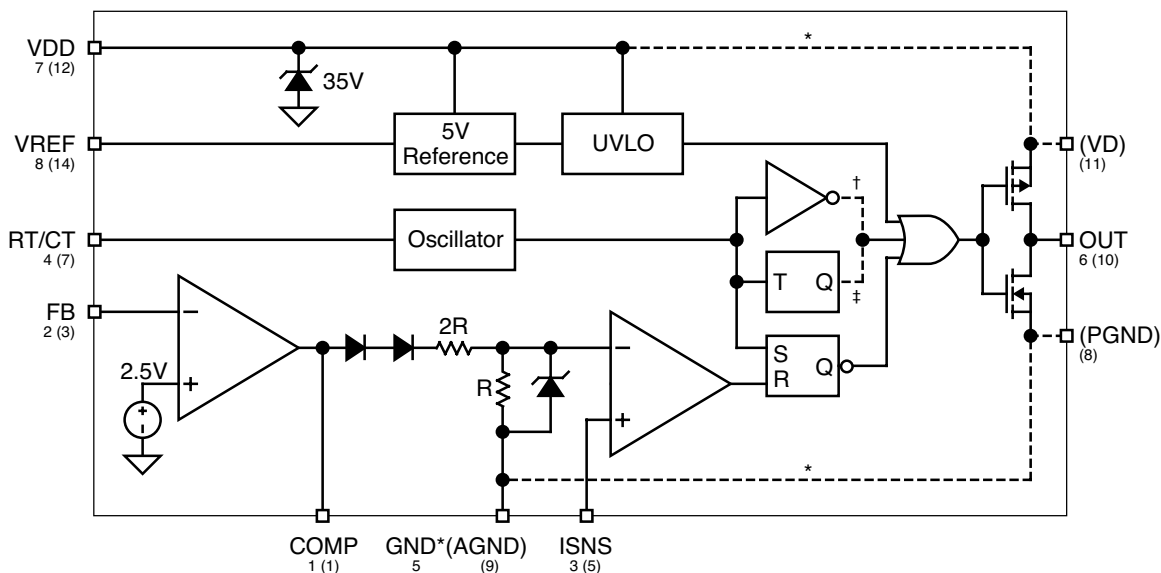 VDD
7 (12)
*
35V
VREF
8 (14)
5V
Reference
UVLO
(VD)
(11)
†
RT/CT
4 (7)
Oscillator
OUT
6 (10)
T Q
‡
FB
2 (3)
−
2R
−
S
R
Q
(PGND)
(8)
2.5V
+
+
-
R
+
*
COMP
1 (1)
GND*(AGND)
5 (9)
ISNS
3 (5)